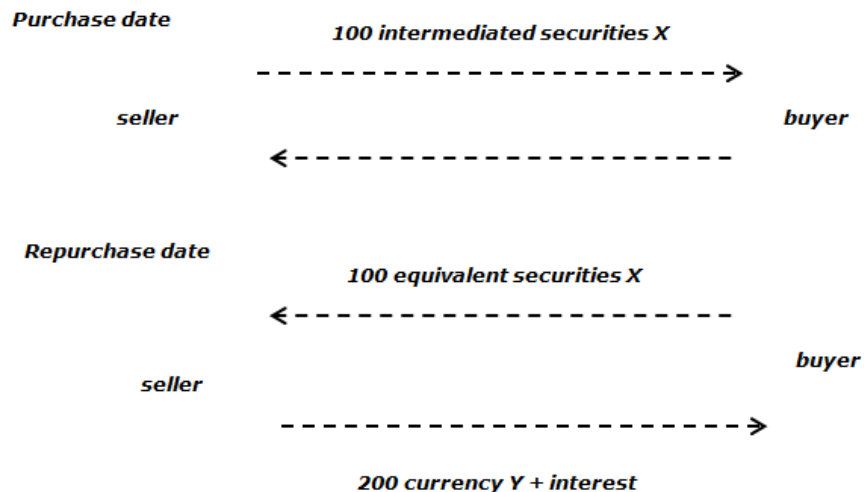 Purchase date
100 intermediated securities X
seller
buyer
Repurchase date
100 equivalent securities X
buyer
seller
200 currency Y + interest